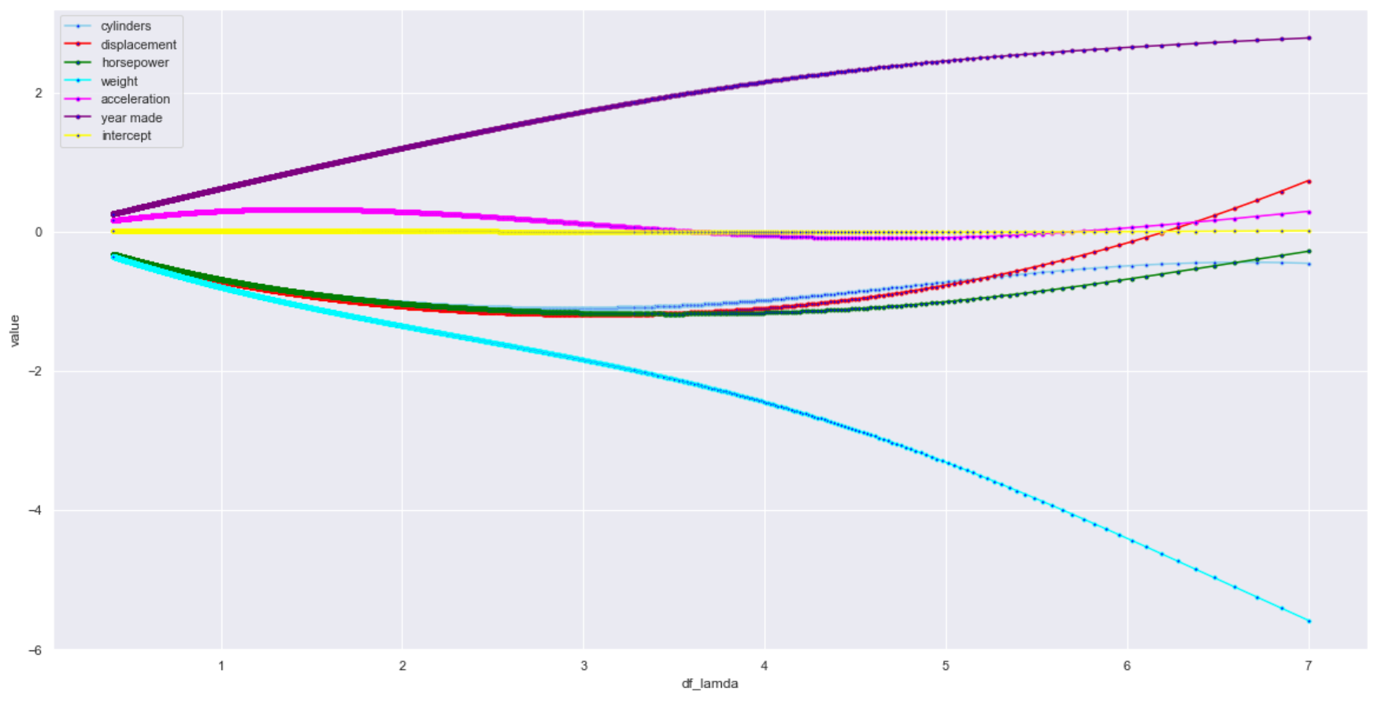 cylinders
displacement
horsepower
weight
acceleration
year made
intercept
value
2
0
−2
−4
−6
1 2 3 4 5 6 7
df_lamda